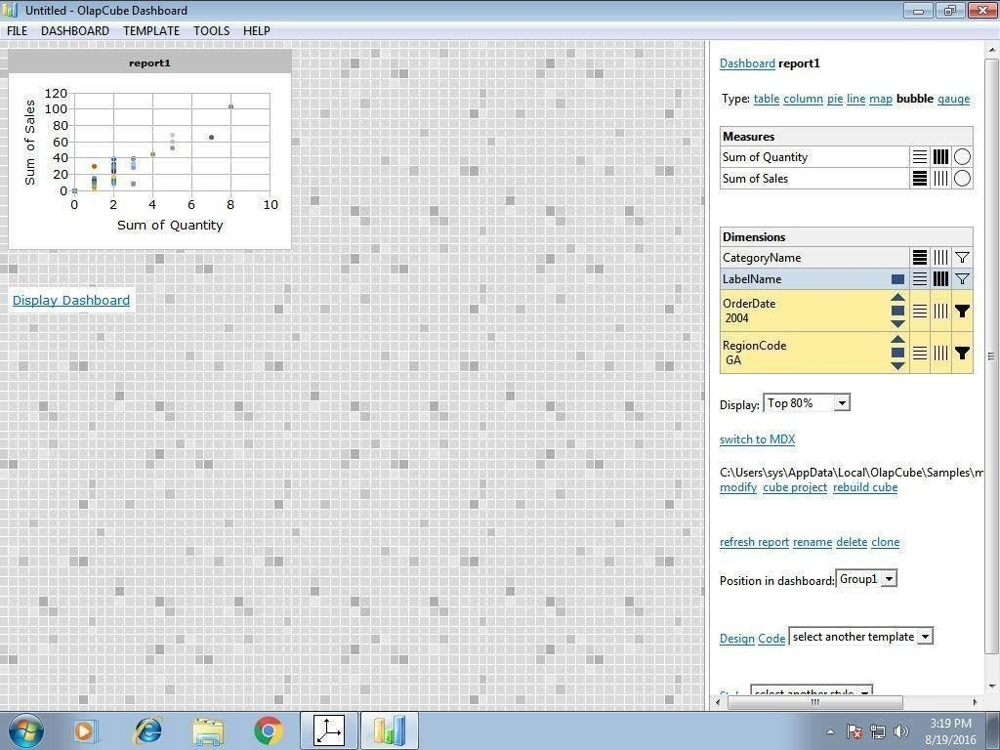 Untitled - OlapCube Dashboard
FILE DASHBOARD TEMPLATE TOOLS HELP
report1
120
100
80
60
40
20
0
Sum of Sales
0 2 4 6 8 10
Sum of Quantity
Display Dashboard
Dashboard report1
Type: table column pie line map bubble gauge
Measures
Sum of Quantity
Sum of Sales
Dimensions
CategoryName
LabelName
OrderDate
2004
RegionCode
GA
Display: Top 80%
switch to MDX
C:\Users\sys\AppData\Local\OlapCube\Samples\m
modify cube project rebuild cube
refresh report rename delete clone
Position in dashboard: Group1
Design Code select another template
select another style
3:19 PM
8/19/2016